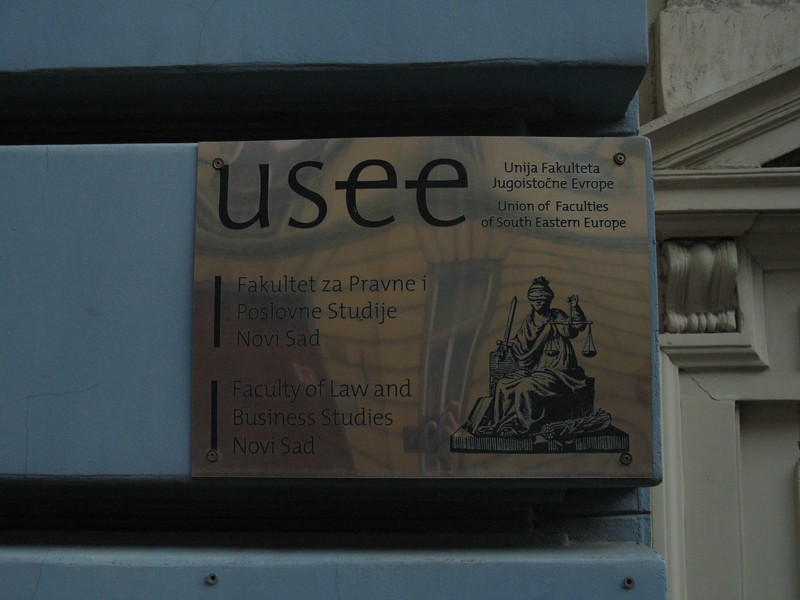 usee
Unija Fakulteta
Jugoistočne Evrope
Union of Faculties
of South Eastern Europe
Fakultet za Pravne i
Poslovne Studije
Novi Sad
Faculty of Law and
Business Studies
Novi Sad